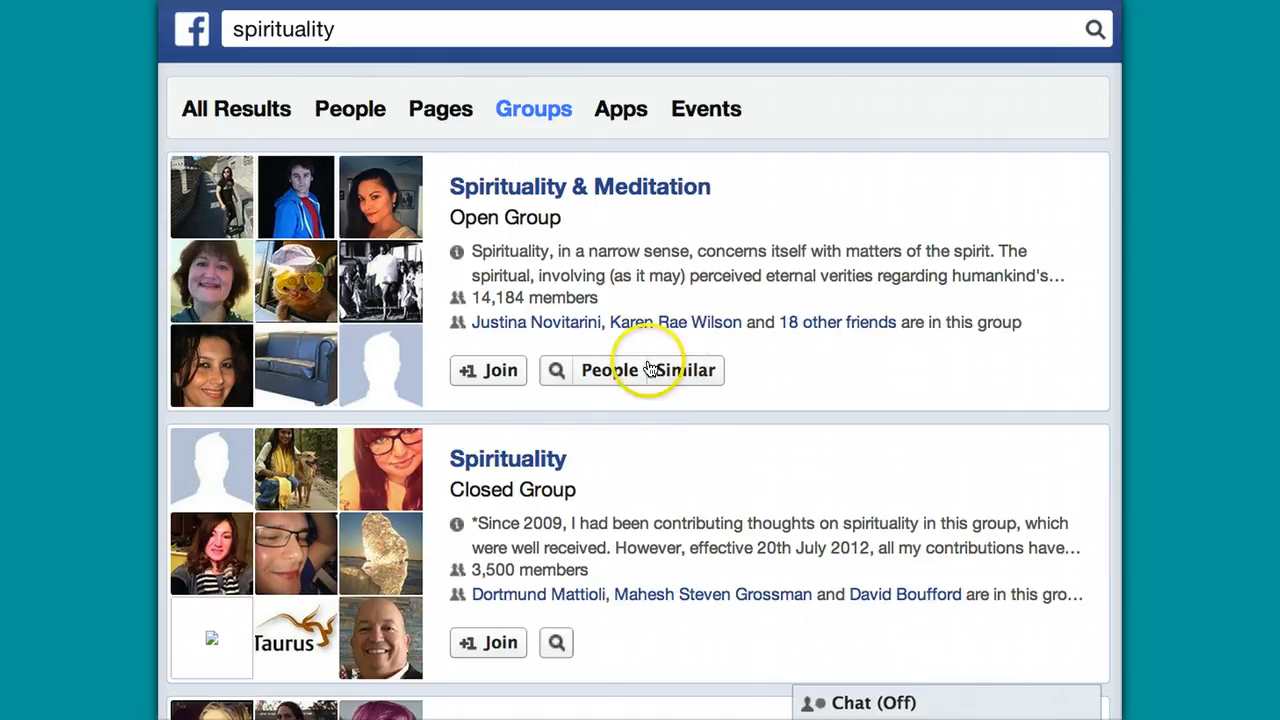 spirituality
All Results People Pages Groups Apps Events
Spirituality & Meditation
Open Group
Spirituality, in a narrow sense, concerns itself with matters of the spirit. The
spiritual, involving (as it may) perceived eternal verities regarding humankind's...
14,184 members
Justina Novitarini, Karen Rae Wilson and 18 other friends are in this group
+1 Join People Similar
Spirituality
Closed Group
*Since 2009, I had been contributing thoughts on spirituality in this group, which
were well received. However, effective 20th July 2012, all my contributions have...
3,500 members
Dortmund Mattioli, Mahesh Steven Grossman and David Boufford are in this gro...
Taurus
+1 Join
Chat (Off)